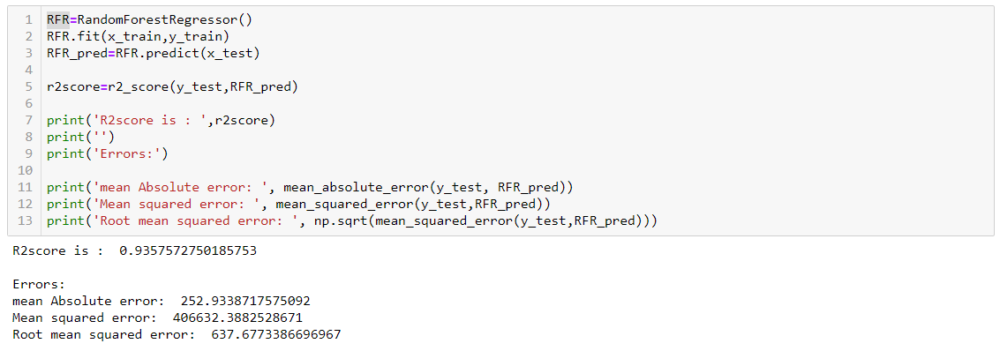 1 RFR=RandomForestRegressor()
2 RFR.fit(x_train,y_train)
3 RFR_pred=RFR.predict(x_test)
4
5 r2score=r2_score(y_test,RFR_pred)
6
7 print('R2score is : ',r2score)
8 print('')
9 print('Errors:')
10
11 print('mean Absolute error: ', mean_absolute_error(y_test, RFR_pred))
12 print('Mean squared error: ', mean_squared_error(y_test,RFR_pred))
13 print('Root mean squared error: ', np.sqrt(mean_squared_error(y_test,RFR_pred)))
R2score is :  0.9357572750185753
Errors:
mean Absolute error:  252.9338717575092
Mean squared error:  406632.3882528671
Root mean squared error:  637.6773386696967